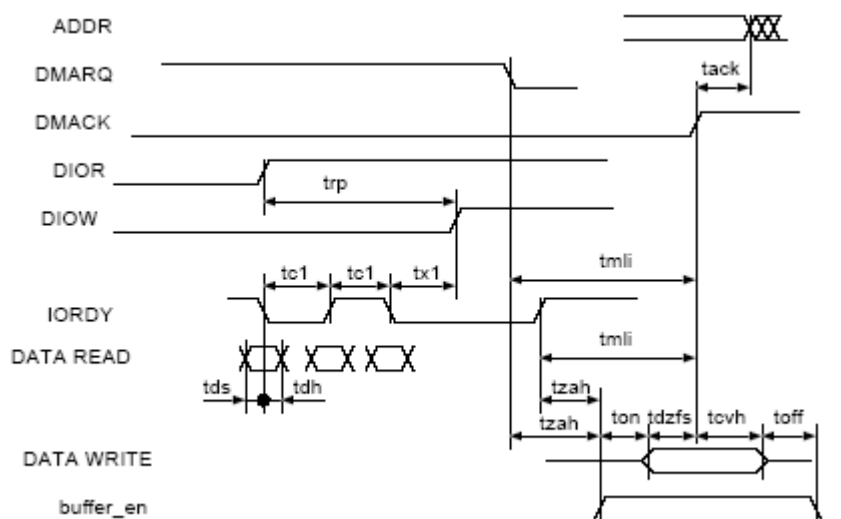 ADDR
DMARQ
tack
DMACK
DIOR
trp
DIOW
tmli
tc1 tc1 tx1
IORDY
tmli
DATA READ
tds tdh
tzah
tzah ton tdzfs tcvh toff
DATA WRITE
buffer_en